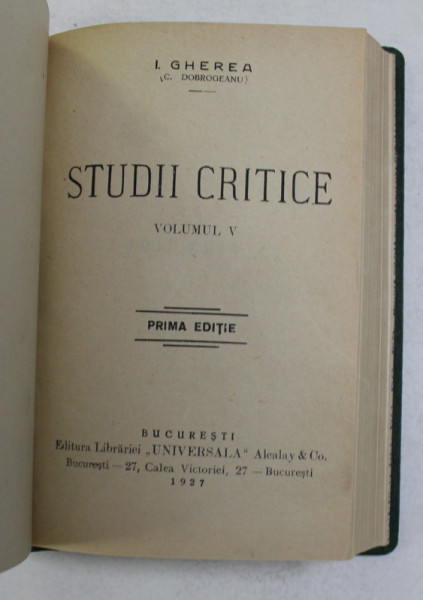 I. GHEREA
(C. DOBROGEANU)
STUDII CRITICE
VOLUMUL V
PRIMA EDIȚIE
BUCUREȘTI
Editura Librăriei „UNIVERSALA" Alcalay & Co.
București — 27, Calea Victoriei, 27 — București
1927